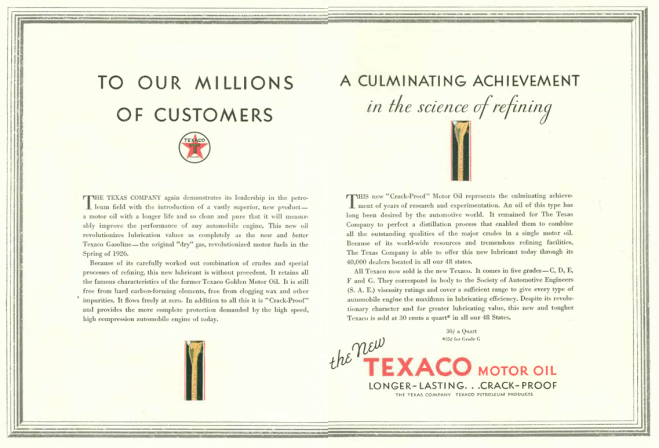 TO OUR MILLIONS
OF CUSTOMERS
TEXACO
T
THE TEXAS COMPANY again demonstrates its leadership in the petro-
leum field with the introduction of a vastly superior, new product—
a motor oil with a longer life and so clean and pure that it will measur-
ably improve the performance of any automobile engine. This new oil
revolutionizes lubrication values as completely as the new and better
Texaco Gasoline—the original "dry" gas, revolutionized motor fuels in the
Spring of 1926.
Because of its carefully worked out combination of crudes and special
processes of refining, this new lubricant is without precedent. It retains all
the famous characteristics of the former Texaco Golden Motor Oil. It is still
free from hard carbon-forming elements, free from clogging wax and other
impurities. It flows freely at zero. In addition to all this it is "Crack-Proof"
and provides the more complete protection demanded by the high speed,
high compression automobile engine of today.
A CULMINATING ACHIEVEMENT
in the science of refining
THIS new "Crack-Proof" Motor Oil represents the culminating achieve-
ment of years of research and experimentation. An oil of this type has
long been desired by the automotive world. It remained for The Texas
Company to perfect a distillation process that enabled them to combine
all the outstanding qualities of the major crudes in a single motor oil.
Because of its world-wide resources and tremendous refining facilities,
The Texas Company is able to offer this new lubricant today through its
40,000 dealers located in all our 48 states.
All Texaco now sold is the new Texaco. It comes in five grades—C, D, E,
F and G. They correspond in body to the Society of Automotive Engineers
(S. A. E.) viscosity ratings and cover a sufficient range to give every type of
automobile engine the maximum in lubricating efficiency. Despite its revolu-
tionary character and for greater lubricating value, this new and tougher
Texaco is sold at 30 cents a quart* in all our 48 States.
30¢ a Quart
*35¢ for Grade G
the New
TEXACO MOTOR OIL
LONGER-LASTING...CRACK-PROOF
THE TEXAS COMPANY TEXACO PETROLEUM PRODUCTS